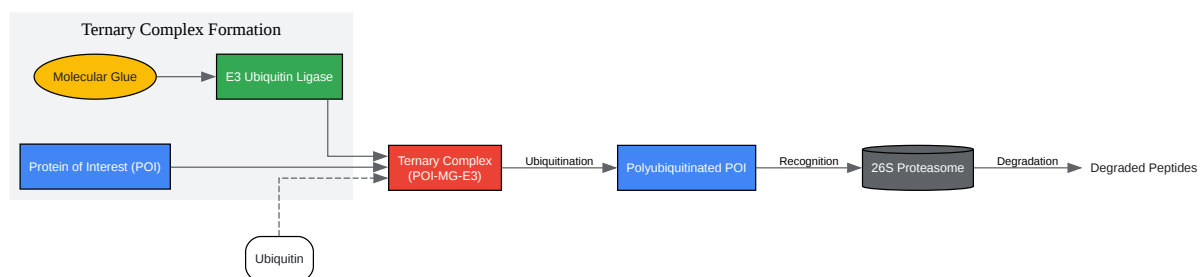 Ternary Complex Formation
Molecular Glue
E3 Ubiquitin Ligase
Protein of Interest (POI)
Ternary Complex
(POI-MG-E3)
Ubiquitination
Polyubiquitinated POI
Recognition
26S Proteasome
Degradation
Degraded Peptides
Ubiquitin